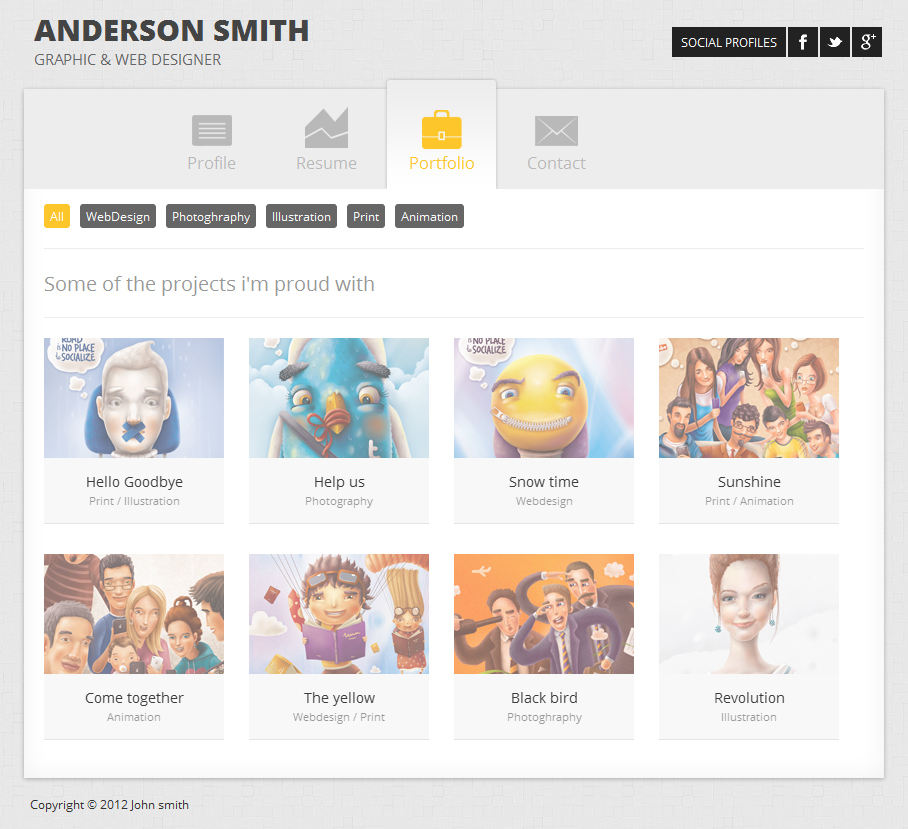 ANDERSON SMITH
GRAPHIC & WEB DESIGNER
SOCIAL PROFILES
Profile
Resume
Portfolio
Contact
All
WebDesign
Photoghraphy
Illustration
Print
Animation
Some of the projects i'm proud with
ROAD
is NO PLACE
to SOCIALIZE
is NO PLACE
to SOCIALIZE
Hello Goodbye
Print / Illustration
Help us
Photography
Snow time
Webdesign
Sunshine
Print / Animation
Come together
Animation
The yellow
Webdesign / Print
Black bird
Photoghraphy
Revolution
Illustration
Copyright © 2012 John smith